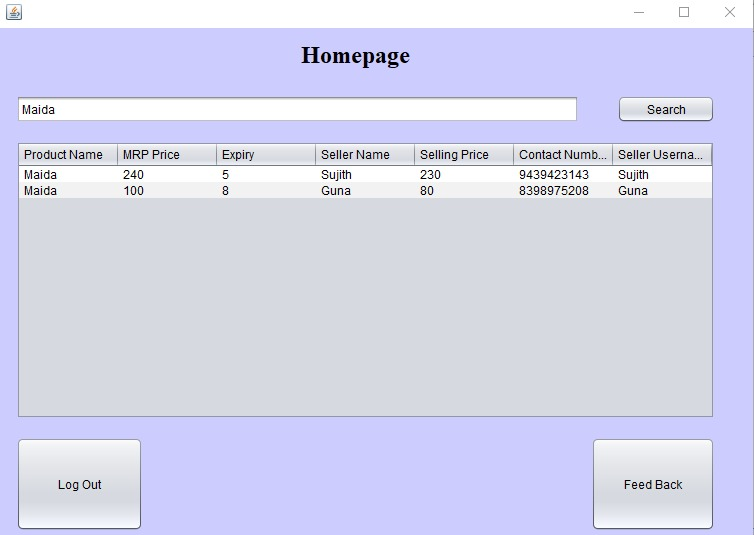 Homepage
Maida Search
Product Name MRP Price Expiry Seller Name Selling Price Contact Numb... Seller Userna...
Maida 240 5 Sujith 230 9439423143 Sujith
Maida 100 8 Guna 80 8398975208 Guna
Log Out Feed Back